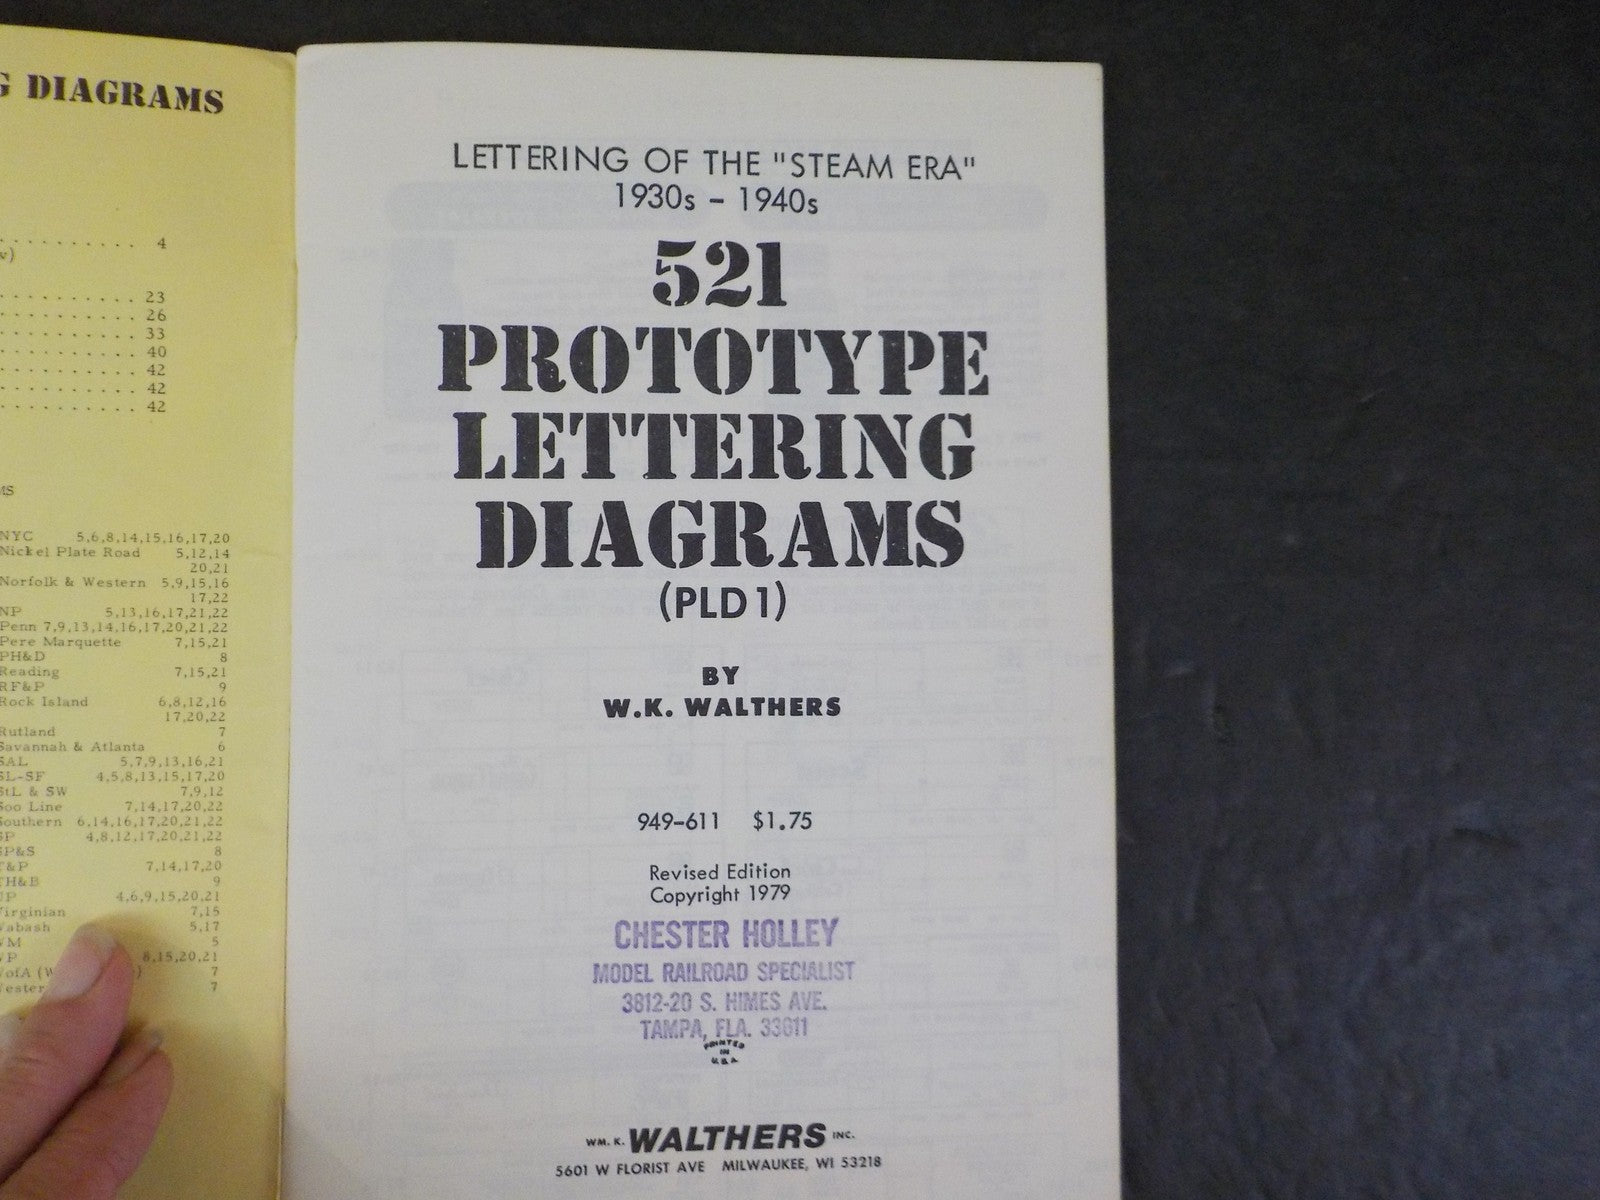 DIAGRAMS
4
23
26
33
40
42
42
42
NYC 5,6,8,14,15,16,17,20
Nickel Plate Road 5,12,14
20,21
Norfolk & Western 5,9,15,16
17,22
NP 5,13,16,17,21,22
Penn 7,9,13,14,16,17,20,21,22
Pere Marquette 7,15,21
PH&D 8
Reading 7,15,21
RF&P 9
Rock Island 6,8,12,16
17,20,22
Rutland 7
Savannah & Atlanta 6
SAL 5,7,9,13,16,21
SL-SF 4,5,8,13,15,17,20
StL & SW 7,9,12
Soo Line 7,14,17,20,22
Southern 6,14,16,17,20,21,22
SP 4,8,12,17,20,21,22
SP&S 8
T&P 7,14,17,20
TH&B 9
UP 4,6,9,15,20,21
Virginian 7,15
Wabash 5,17
WM 5
WP 8,15,20,21
7
7
LETTERING OF THE "STEAM ERA"
1930s - 1940s
521
PROTOTYPE
LETTERING
DIAGRAMS
(PLD 1)
BY
W.K. WALTHERS
949-611 $1.75
Revised Edition
Copyright 1979
CHESTER HOLLEY
MODEL RAILROAD SPECIALIST
3812-20 S. HIMES AVE.
TAMPA, FLA. 33611
PRINTED
IN
U.S.A.
WM. K. WALTHERS INC.
5601 W FLORIST AVE MILWAUKEE, WI 53218